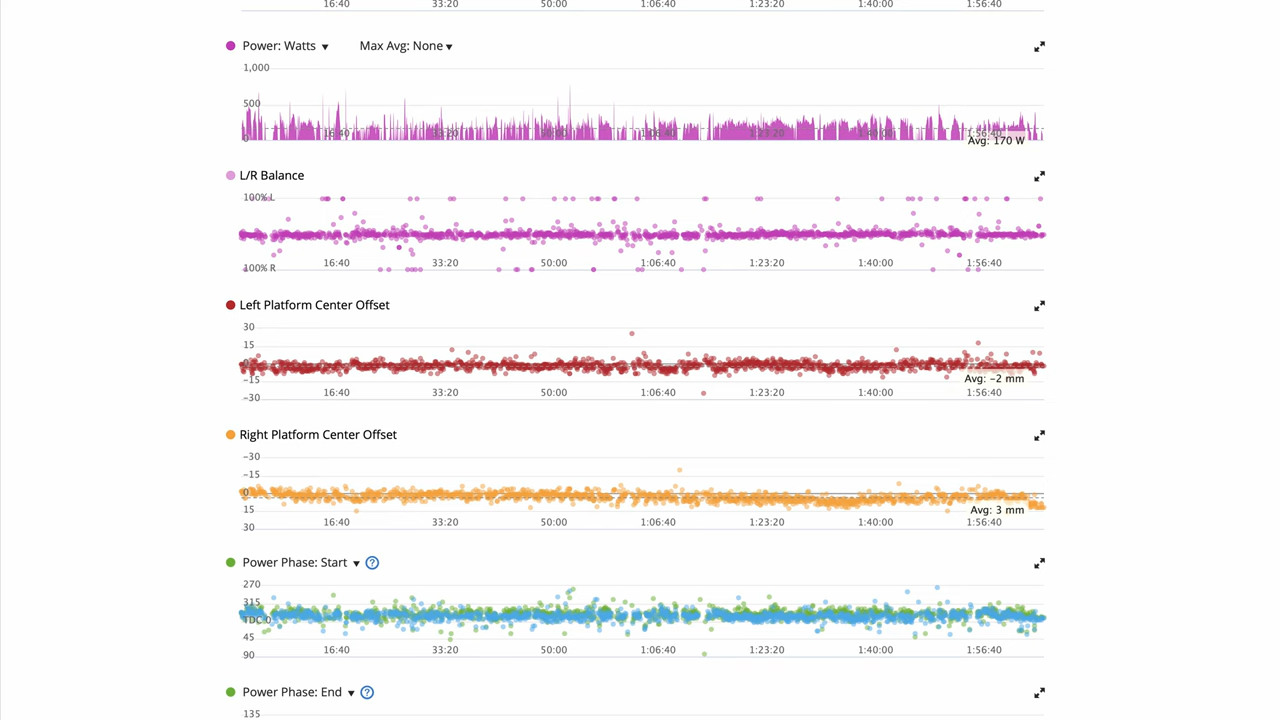 16:40 33:20 50:00 1:06:40 1:23:20 1:40:00 1:56:40
Power: Watts ▼ Max Avg: None ▼
1,000
500
16:40 33:20 50:00 1:06:40 1:23:20 1:40:00 1:56:40
0
Avg: 170 W
L/R Balance
100% L
16:40 33:20 50:00 1:06:40 1:23:20 1:40:00 1:56:40
100% R
Left Platform Center Offset
30
15
0
-15
Avg: -2 mm
16:40 33:20 50:00 1:06:40 1:23:20 1:40:00 1:56:40
-30
Right Platform Center Offset
-30
-15
0
15
Avg: 3 mm
16:40 33:20 50:00 1:06:40 1:23:20 1:40:00 1:56:40
30
Power Phase: Start ▼ ?
270
315
TDC 0
45
16:40 33:20 50:00 1:06:40 1:23:20 1:40:00 1:56:40
90
Power Phase: End ▼ ?
135